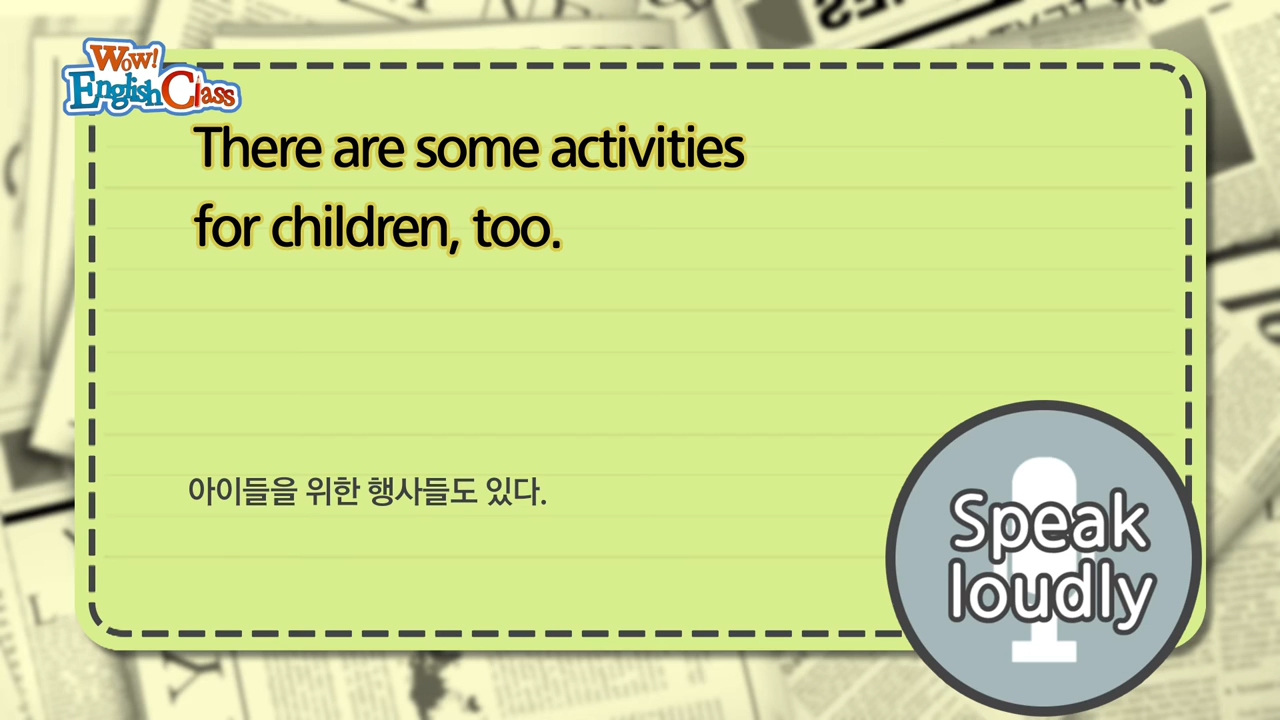 Wow!
English Class
There are some activities
for children, too.
아이들을 위한 행사들도 있다.
Speak
loudly